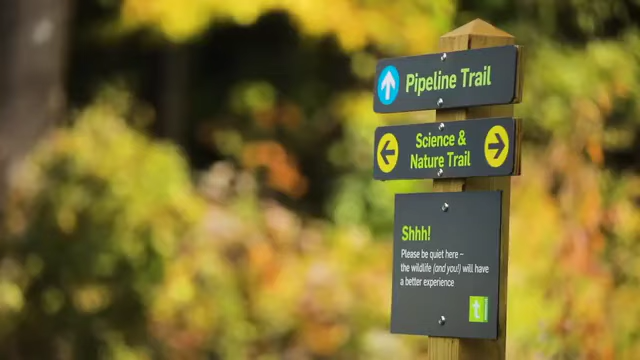 Pipeline Trail
Science &
Nature Trail
Shhh!
Please be quiet here –
the wildlife (and you!) will have
a better experience
t